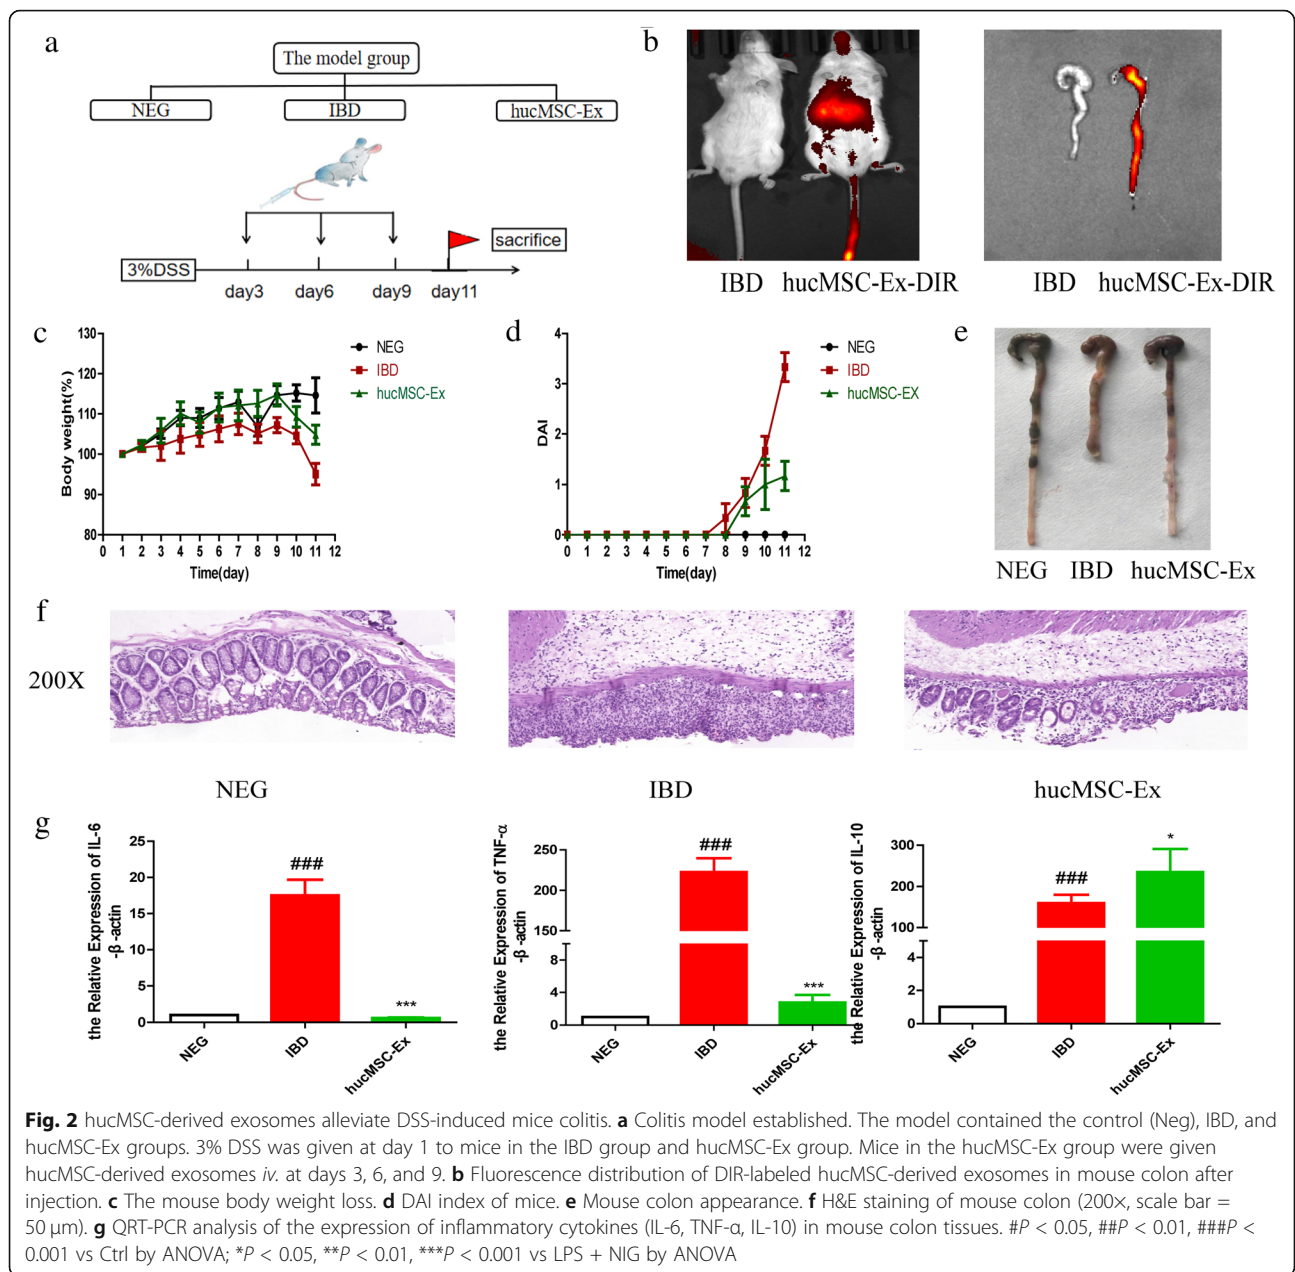 a
The model group
NEG
IBD
hucMSC-Ex
3%DSS
day3
day6
day9
day11
sacrifice
b
IBD
hucMSC-Ex-DIR
IBD
hucMSC-Ex-DIR
c
Body weight(%)
130
120
110
100
90
80
0 1 2 3 4 5 6 7 8 9 10 11 12
Time(day)
NEG
IBD
hucMSC-Ex
d
DAI
4
3
2
1
0
0 1 2 3 4 5 6 7 8 9 10 11 12
Time(day)
NEG
IBD
hucMSC-EX
e
NEG
IBD
hucMSC-Ex
f
200X
NEG
IBD
hucMSC-Ex
g
the Relative Expression of IL-6
-β-actin
25
20
15
10
5
0
###
***
NEG
IBD
hucMSC-Ex
the Relative Expression of TNF-α
-β-actin
250
200
150
8
4
0
###
***
NEG
IBD
hucMSC-Ex
the Relative Expression of IL-10
-β-actin
300
200
100
4
2
0
###
*
NEG
IBD
hucMSC-Ex
Fig. 2 hucMSC-derived exosomes alleviate DSS-induced mice colitis. a Colitis model established. The model contained the control (Neg), IBD, and
hucMSC-Ex groups. 3% DSS was given at day 1 to mice in the IBD group and hucMSC-Ex group. Mice in the hucMSC-Ex group were given
hucMSC-derived exosomes iv. at days 3, 6, and 9. b Fluorescence distribution of DIR-labeled hucMSC-derived exosomes in mouse colon after
injection. c The mouse body weight loss. d DAI index of mice. e Mouse colon appearance. f H&E staining of mouse colon (200×, scale bar =
50 μm). g QRT-PCR analysis of the expression of inflammatory cytokines (IL-6, TNF-α, IL-10) in mouse colon tissues. #P < 0.05, ##P < 0.01, ###P <
0.001 vs Ctrl by ANOVA; *P < 0.05, **P < 0.01, ***P < 0.001 vs LPS + NIG by ANOVA